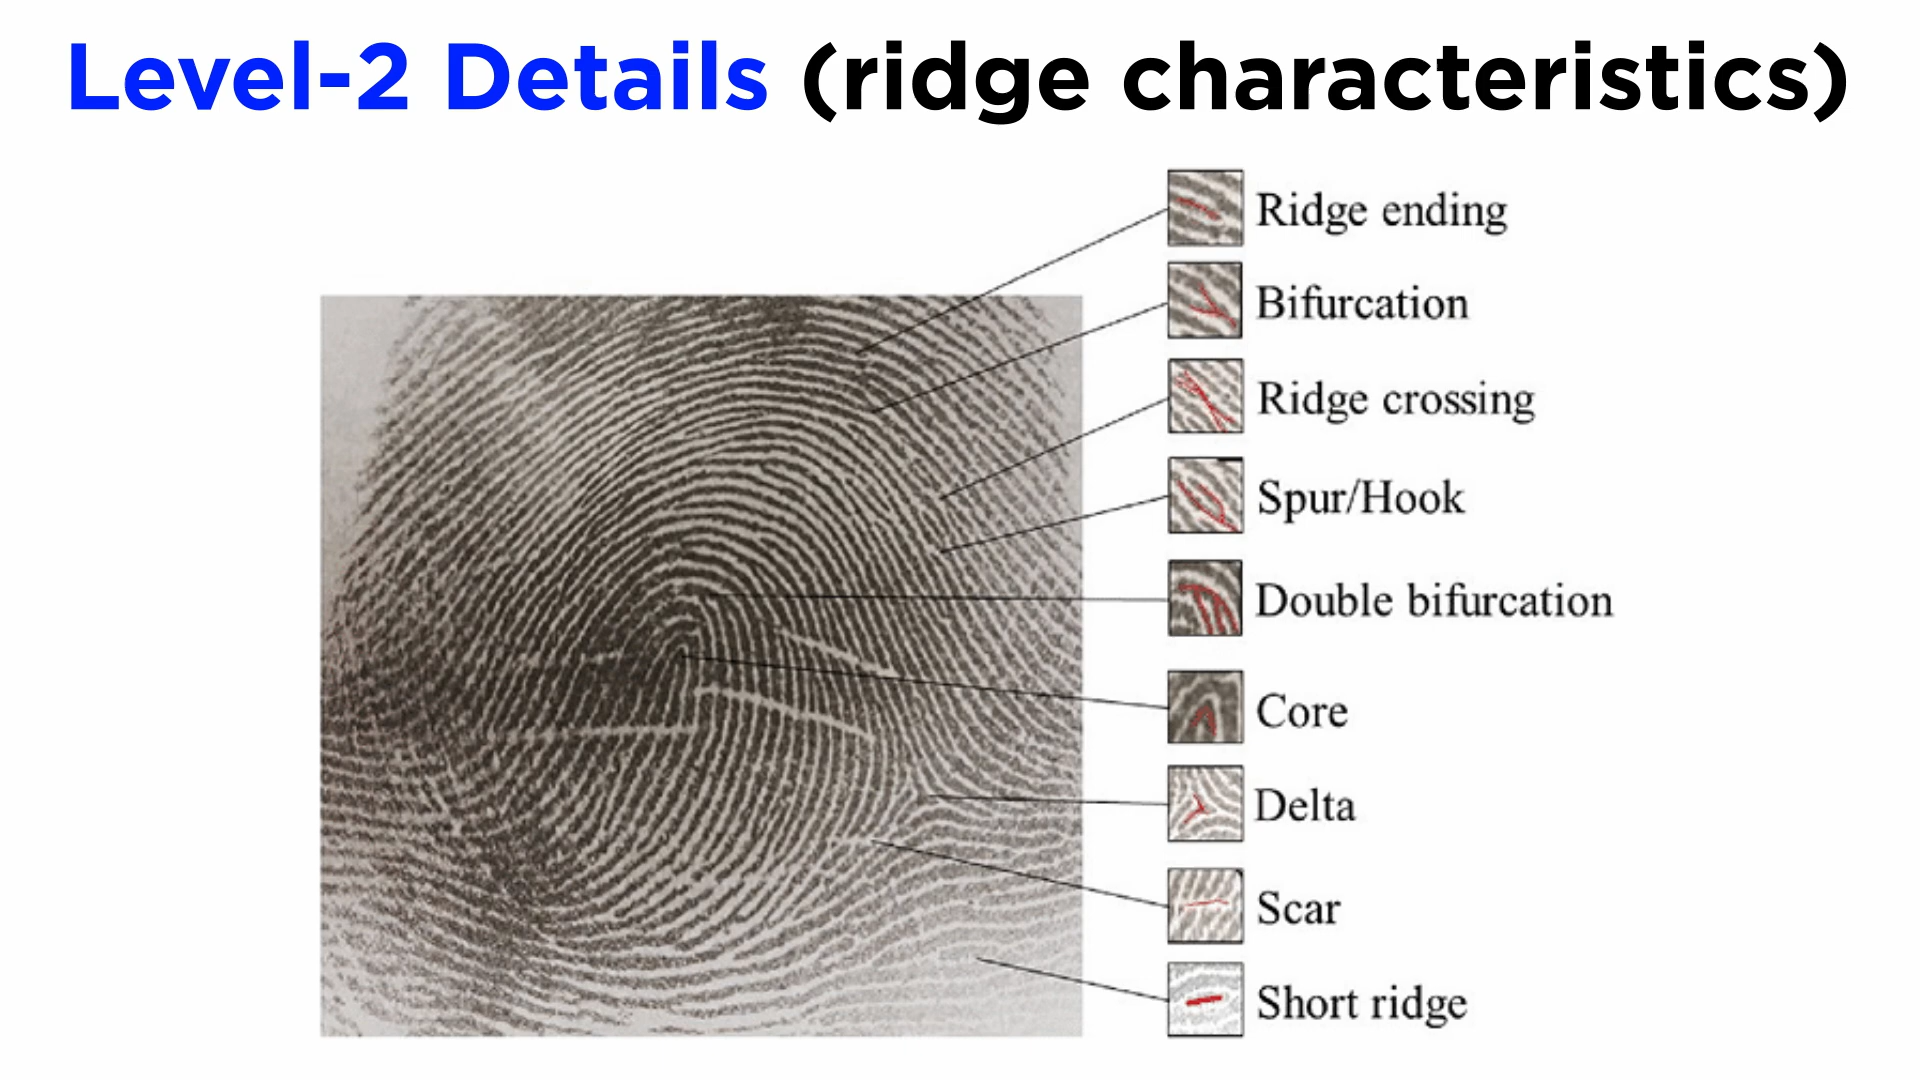 Level-2 Details (ridge characteristics)
Ridge ending
Bifurcation
Ridge crossing
Spur/Hook
Double bifurcation
Core
Delta
Scar
Short ridge